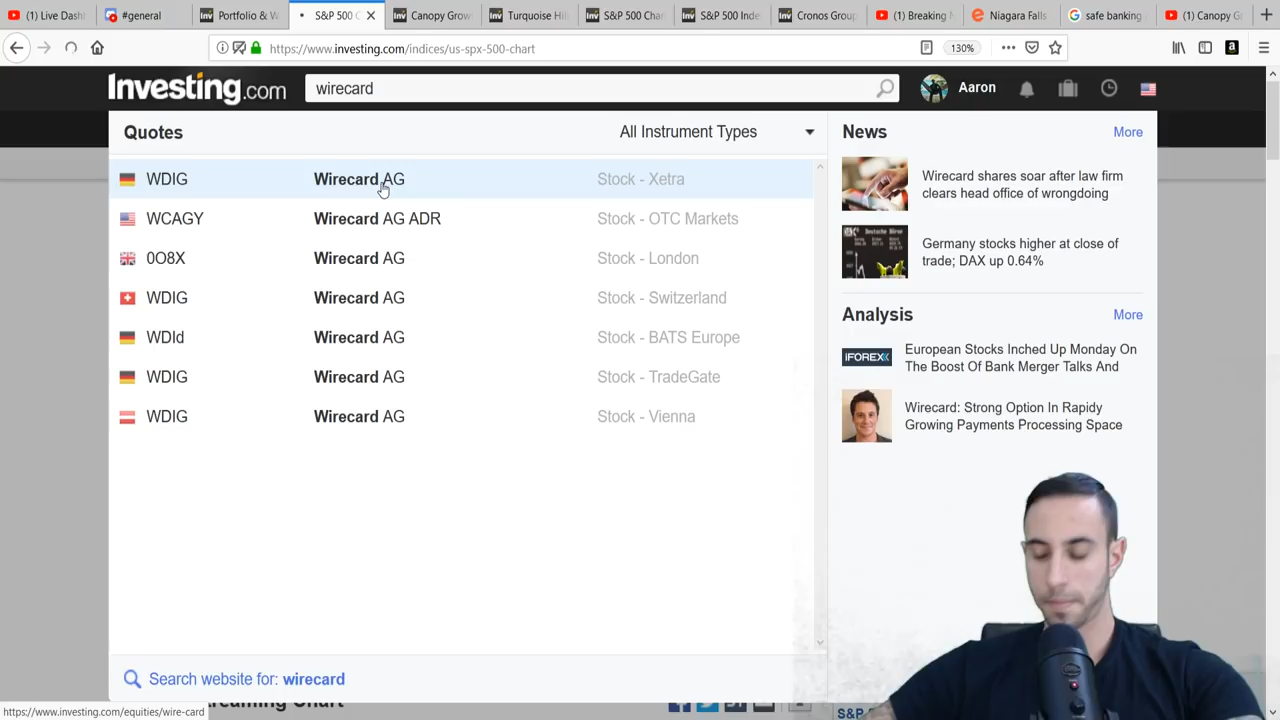 (1) Live Dash
#general
Portfolio & W
S&P 500 C
Canopy Grow
Turquoise Hil
S&P 500 Cha
S&P 500 Inde
Cronos Group
(1) Breaking N
Niagara Falls
safe banking
(1) Canopy G
https://www.investing.com/indices/us-spx-500-chart
130%
Investing.com
wirecard
Aaron
Quotes
All Instrument Types
WDIG Wirecard AG Stock - Xetra
WCAGY Wirecard AG ADR Stock - OTC Markets
0O8X Wirecard AG Stock - London
WDIG Wirecard AG Stock - Switzerland
WDId Wirecard AG Stock - BATS Europe
WDIG Wirecard AG Stock - TradeGate
WDIG Wirecard AG Stock - Vienna
Search website for: wirecard
News
More
Wirecard shares soar after law firm
clears head office of wrongdoing
Germany stocks higher at close of
trade; DAX up 0.64%
Analysis
More
iFOREX
European Stocks Inched Up Monday On
The Boost Of Bank Merger Talks And
Wirecard: Strong Option In Rapidy
Growing Payments Processing Space
https://www.investing.com/equities/wire-card
Streaming Chart
S&P